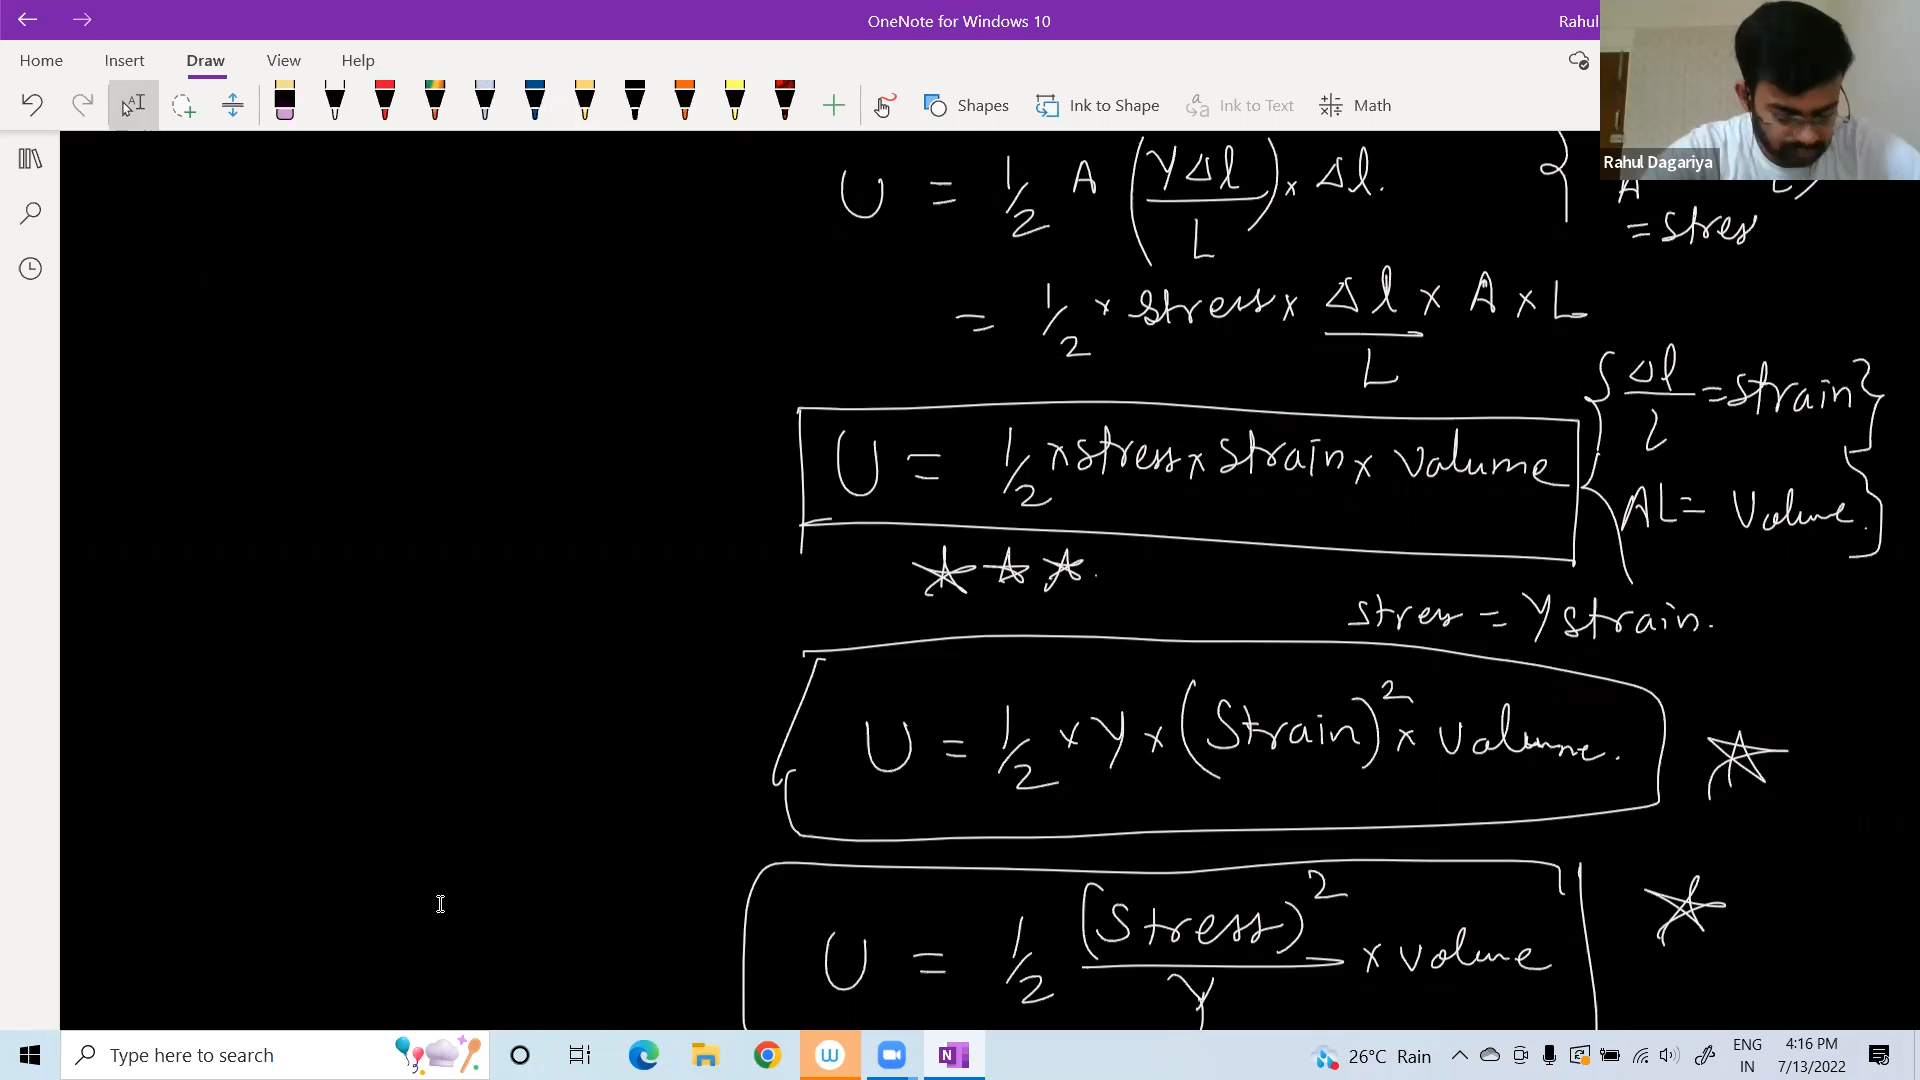 OneNote for Windows 10
Rahul
Home Insert Draw View Help
Shapes Ink to Shape Ink to Text Math
Rahul Dagariya
U = 1/2 A (YΔl/L) × Δl.
A L)
= stres
= 1/2 × stress × Δl/L × A × L
{Δl/l = strain}
U = 1/2 × stress × strain × volume
AL = Volume.}
☆ ☆ ☆.
stress = Y strain.
U = 1/2 × Y × (Strain)² × volume.
☆
U = 1/2 (Stress)²/Y × volume
☆
Type here to search
26°C Rain
ENG
IN
4:16 PM
7/13/2022